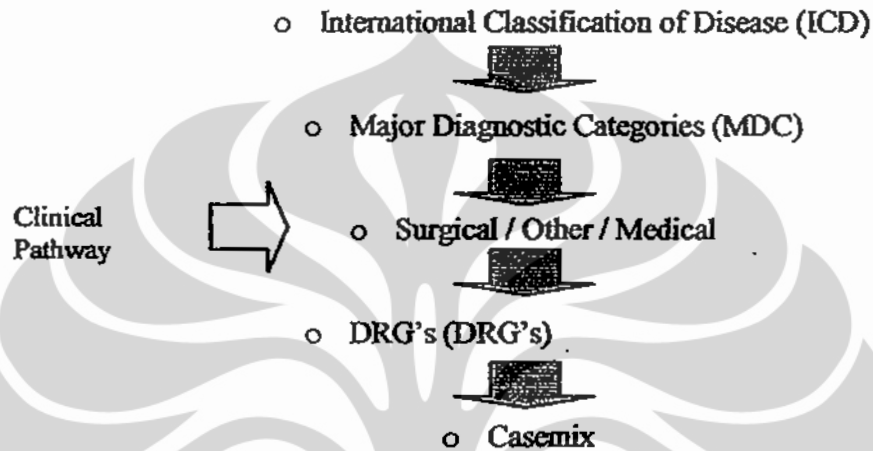 o International Classification of Disease (ICD)
o Major Diagnostic Categories (MDC)
Clinical
Pathway
o Surgical / Other / Medical
o DRG's (DRG's)
o Casemix